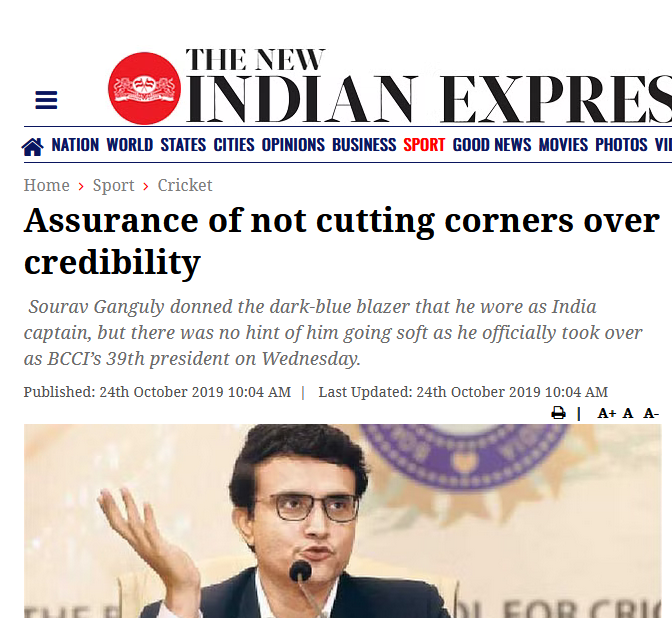 THE NEW
INDIAN EXPRES
NATION WORLD STATES CITIES OPINIONS BUSINESS SPORT GOOD NEWS MOVIES PHOTOS VI
Home › Sport › Cricket
Assurance of not cutting corners over
credibility
Sourav Ganguly donned the dark-blue blazer that he wore as India
captain, but there was no hint of him going soft as he officially took over
as BCCI’s 39th president on Wednesday.
Published: 24th October 2019 10:04 AM | Last Updated: 24th October 2019 10:04 AM
| A+ A A-
THE
OL FOR CRIC